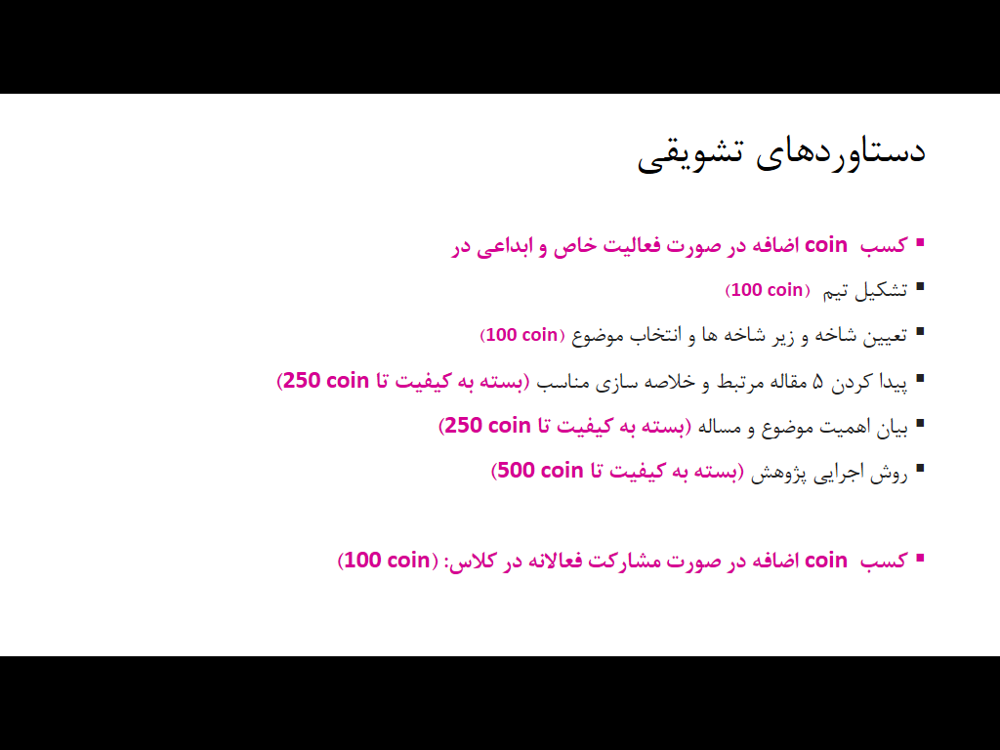 دستاوردهای تشویقی
▪ کسب coin اضافه در صورت فعالیت خاص و ابداعی در
▪ تشکیل تیم (100 coin)
▪ تعیین شاخه و زیر شاخه ها و انتخاب موضوع (100 coin)
▪ پیدا کردن ۵ مقاله مرتبط و خلاصه سازی مناسب (بسته به کیفیت تا 250 coin)
▪ بیان اهمیت موضوع و مساله (بسته به کیفیت تا 250 coin)
▪ روش اجرایی پژوهش (بسته به کیفیت تا 500 coin)
▪ کسب coin اضافه در صورت مشارکت فعالانه در کلاس: (100 coin)